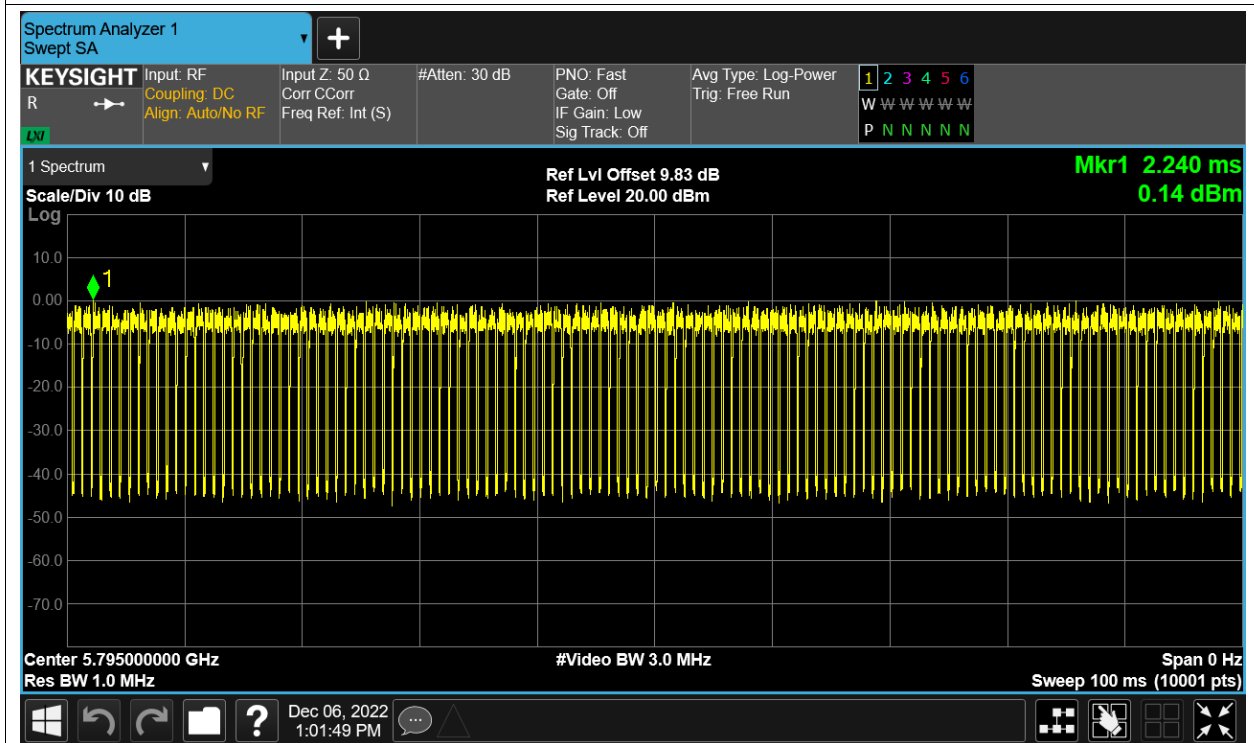 Spectrum Analyzer 1
Swept SA
KEYSIGHT
R
LXI
Input: RF
Coupling: DC
Align: Auto/No RF
Input Z: 50 Ω
Corr CCorr
Freq Ref: Int (S)
#Atten: 30 dB
PNO: Fast
Gate: Off
IF Gain: Low
Sig Track: Off
Avg Type: Log-Power
Trig: Free Run
1 2 3 4 5 6
W W W W W W
P N N N N N
1 Spectrum
Scale/Div 10 dB
Ref Lvl Offset 9.83 dB
Ref Level 20.00 dBm
Mkr1 2.240 ms
0.14 dBm
Log
10.0
1
0.00
-10.0
-20.0
-30.0
-40.0
-50.0
-60.0
-70.0
Center 5.795000000 GHz
#Video BW 3.0 MHz
Span 0 Hz
Res BW 1.0 MHz
Sweep 100 ms (10001 pts)
?
Dec 06, 2022
1:01:49 PM